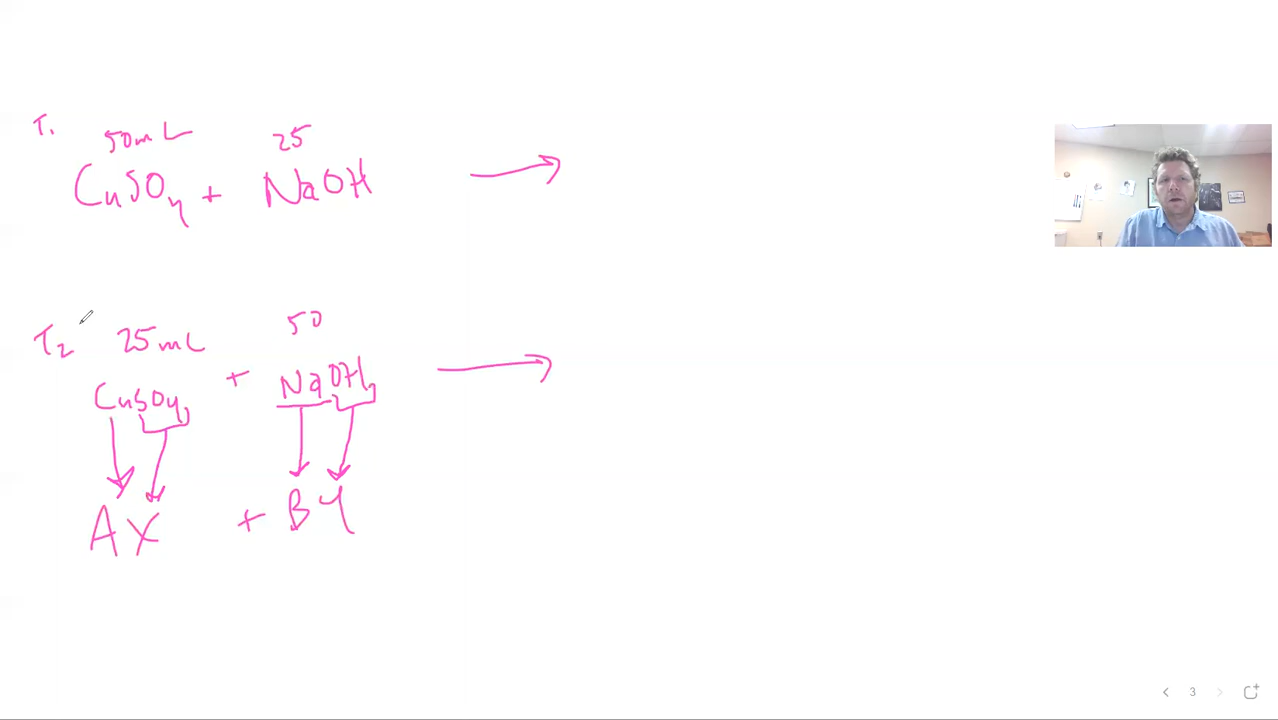 T₁ 50mL 25
CuSO₄ + NaOH →
T₂ 25mL 50
CuSO₄ + NaOH →
AX + BY
3